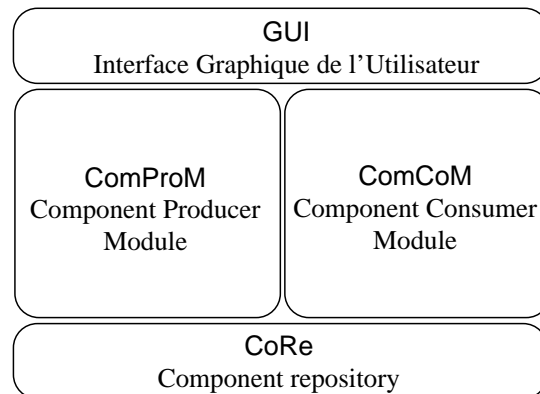 GUI
Interface Graphique de l'Utilisateur
ComProM
Component Producer
Module
ComCoM
Component Consumer
Module
CoRe
Component repository